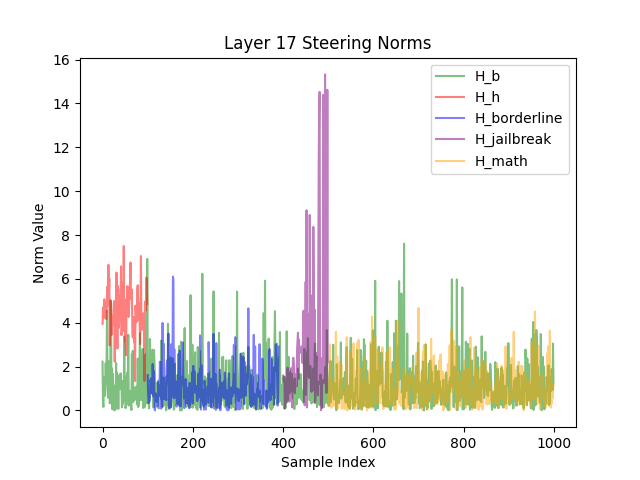 Layer 17 Steering Norms
16
14
12
10
8
6
4
2
0
Norm Value
H_b
H_h
H_borderline
H_jailbreak
H_math
0
200
400
600
800
1000
Sample Index